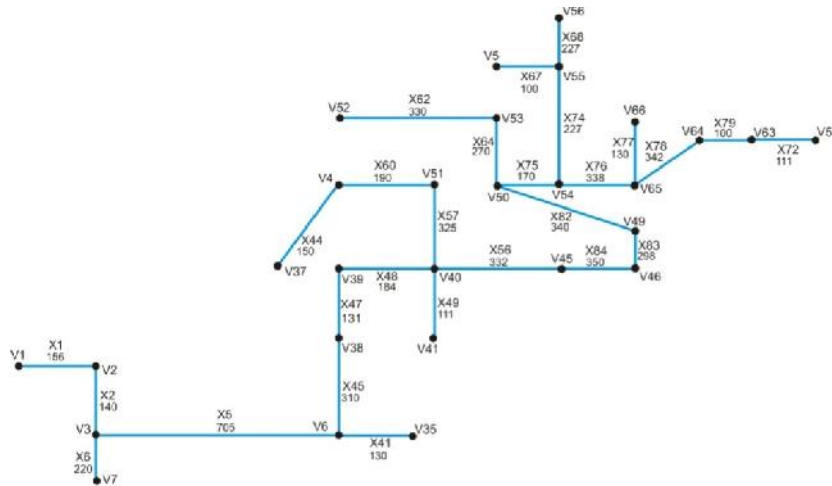 V56
X68
227
V5
V55
X67
100
X62
330
V52
V53
X74
227
V66
X79
100
V64
V63
V5
X72
111
X64
270
X77
130
X78
342
X60
190
V4
V51
X75
170
X76
338
V50
V54
V65
X82
340
V49
X57
325
X44
150
X56
332
X84
350
X83
298
V37
V39
X48
184
V40
V45
V46
X47
131
X49
111
V38
V41
X1
156
V1
V2
X2
140
X45
310
X5
705
V3
V6
V35
X41
130
X6
220
V7